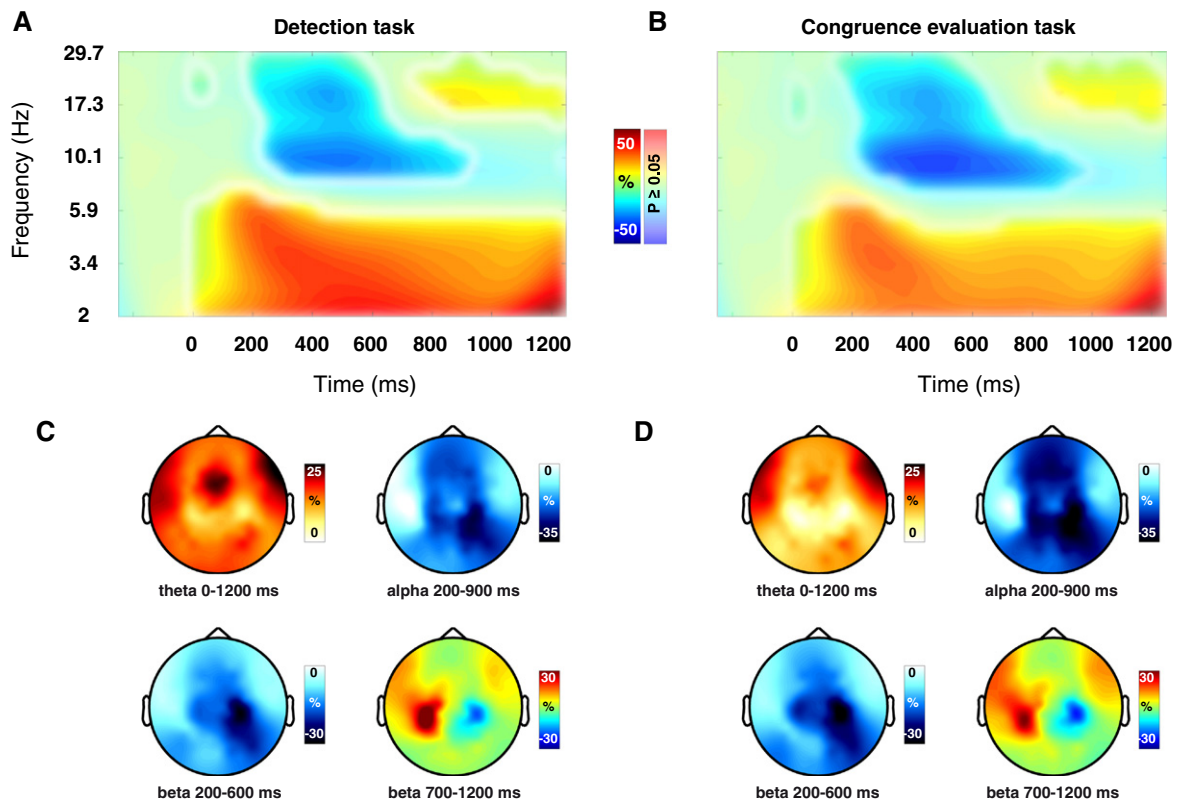 A
Detection task
B
Congruence evaluation task
Frequency (Hz)
29.7
17.3
10.1
5.9
3.4
2
0 200 400 600 800 1000 1200
Time (ms)
50
%
-50
P ≥ 0.05
0 200 400 600 800 1000 1200
Time (ms)
C
25
%
0
theta 0-1200 ms
0
%
-35
alpha 200-900 ms
0
%
-30
beta 200-600 ms
30
%
-30
beta 700-1200 ms
D
25
%
0
theta 0-1200 ms
0
%
-35
alpha 200-900 ms
0
%
-30
beta 200-600 ms
30
%
-30
beta 700-1200 ms